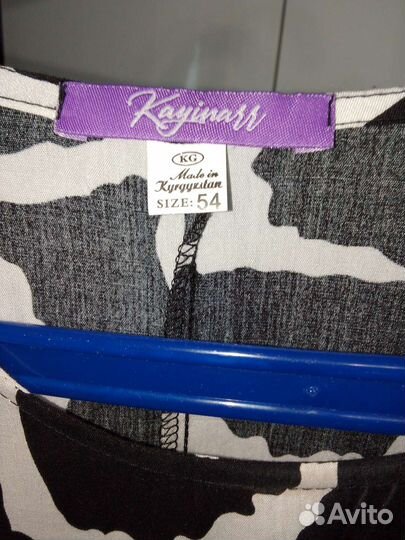 Kayinarr
KG
Made in
Kyrgyzstan
SIZE: 54
Avito